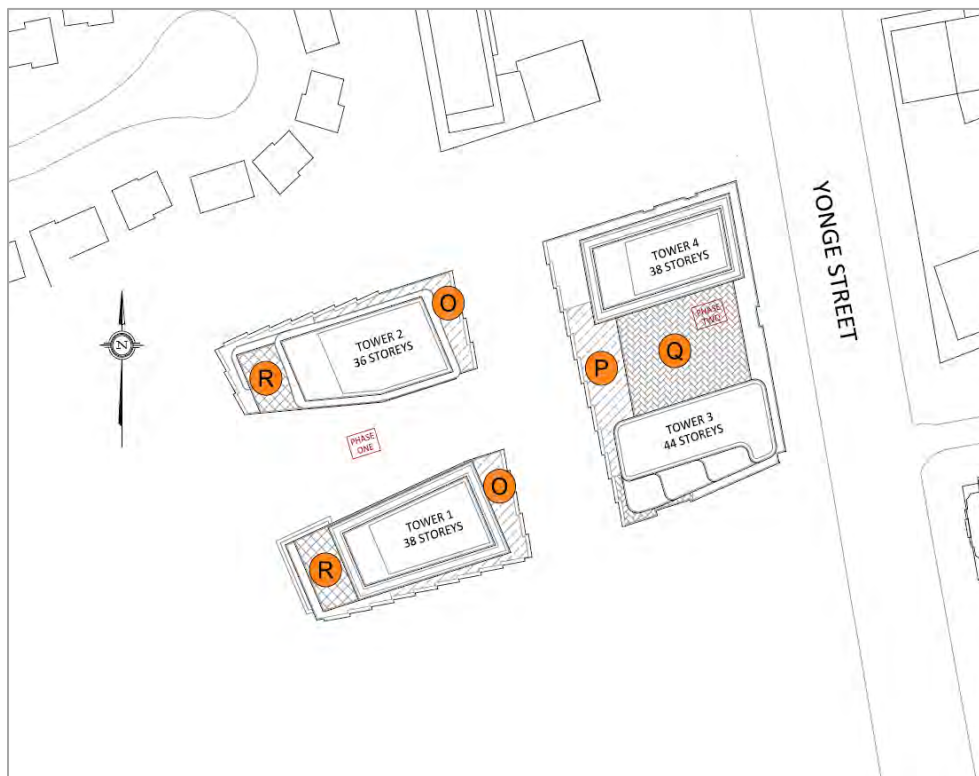 YONGE STREET
TOWER 4
38 STOREYS
PHASE
TWO
O
TOWER 2
36 STOREYS
P
Q
R
N
TOWER 3
44 STOREYS
PHASE
ONE
O
TOWER 1
38 STOREYS
R